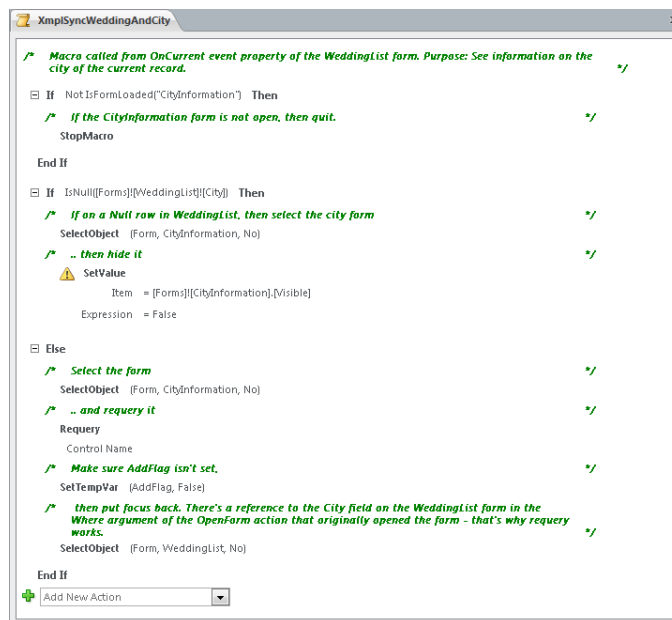 XmplSyncWeddingAndCity
/* Macro called from OnCurrent event property of the WeddingList form. Purpose: See information on the
city of the current record. */
If Not IsFormLoaded("CityInformation") Then
/* If the CityInformation form is not open, then quit. */
StopMacro
End If
If IsNull([Forms]![WeddingList]![City]) Then
/* If on a Null row in WeddingList, then select the city form */
SelectObject (Form, CityInformation, No)
/* .. then hide it */
SetValue
Item = [Forms]![CityInformation].[Visible]
Expression = False
Else
/* Select the form */
SelectObject (Form, CityInformation, No)
/* .. and requery it */
Requery
Control Name
/* Make sure AddFlag isn't set, */
SetTempVar (AddFlag, False)
/* then put focus back. There's a reference to the City field on the WeddingList form in the
Where argument of the OpenForm action that originally opened the form - that's why requery
works. */
SelectObject (Form, WeddingList, No)
End If
Add New Action